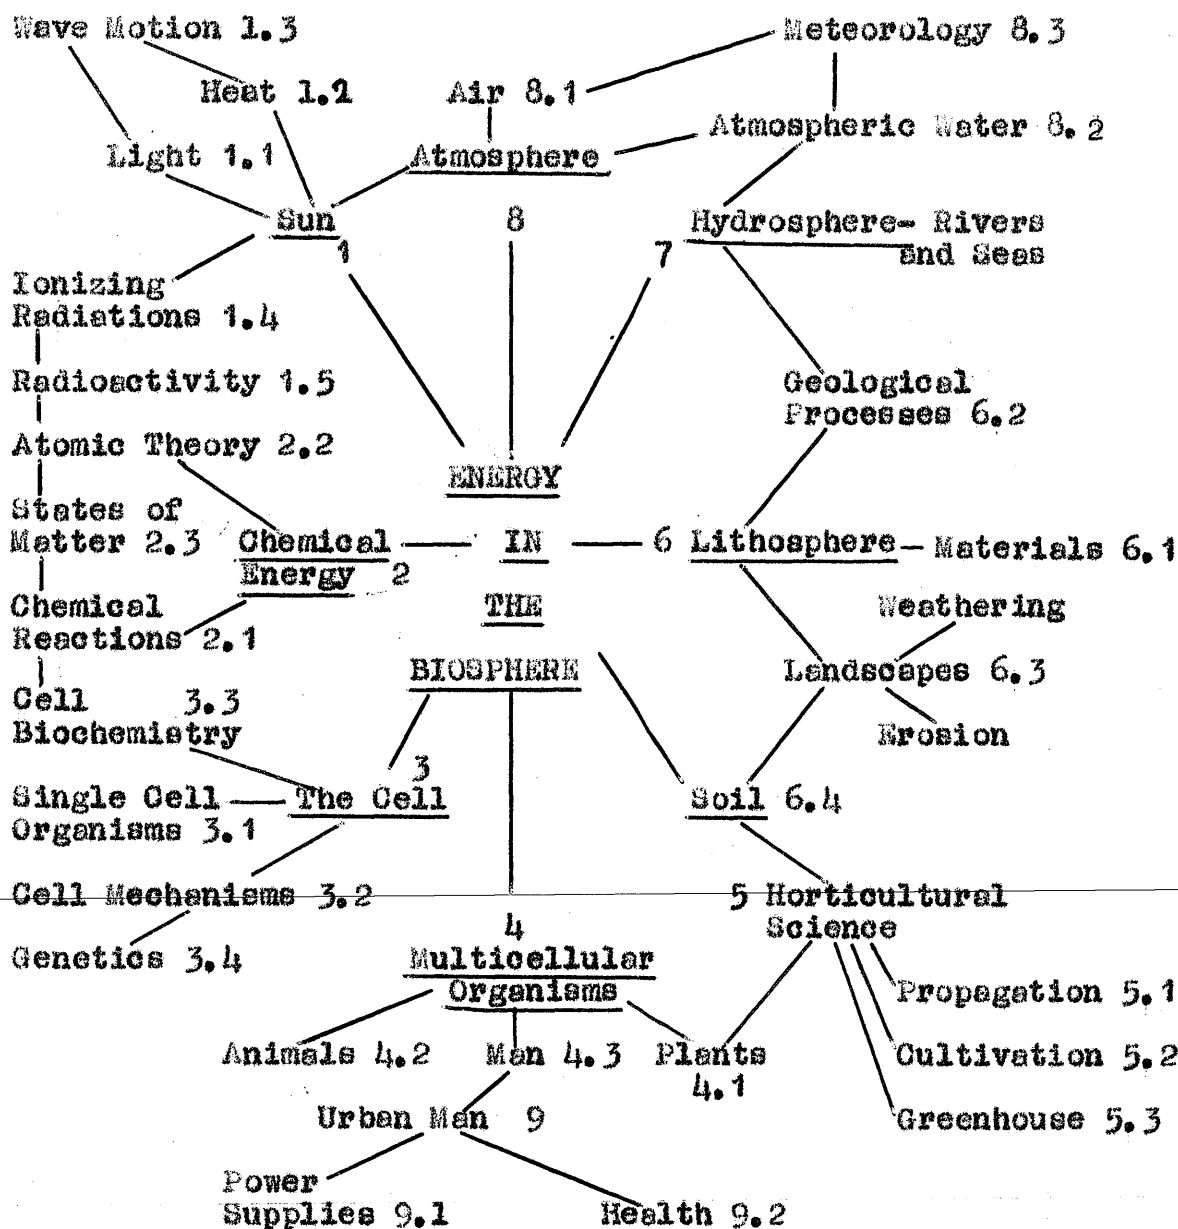 Wave Motion 1.3
Meteorology 8.3
Heat 1.2
Air 8.1
Atmospheric Water 8.2
Light 1.1
Atmosphere
8
Sun
1
Hydrosphere - Rivers
and Seas
7
Ionizing
Radiations 1.4
Radioactivity 1.5
Geological
Processes 6.2
Atomic Theory 2.2
ENERGY
IN
THE
BIOSPHERE
States of
Matter 2.3
Chemical
Energy 2
6 Lithosphere - Materials 6.1
Chemical
Reactions 2.1
Weathering
Landscapes 6.3
Erosion
Cell 3.3
Biochemistry
3
The Cell
Single Cell
Organisms 3.1
Soil 6.4
Cell Mechanisms 3.2
5 Horticultural
Science
Genetics 3.4
4
Multicellular
Organisms
Propagation 5.1
Animals 4.2
Man 4.3
Plants
4.1
Cultivation 5.2
Urban Man 9
Greenhouse 5.3
Power
Supplies 9.1
Health 9.2